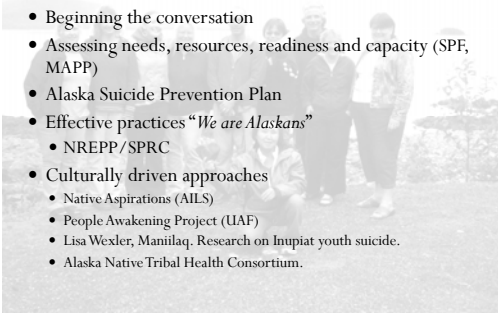 • Beginning the conversation
• Assessing needs, resources, readiness and capacity (SPF,
MAPP)
• Alaska Suicide Prevention Plan
• Effective practices “We are Alaskans”
• NREPP/SPRC
• Culturally driven approaches
• Native Aspirations (AILS)
• People Awakening Project (UAF)
• Lisa Wexler, Maniilaq. Research on Inupiat youth suicide.
• Alaska Native Tribal Health Consortium.